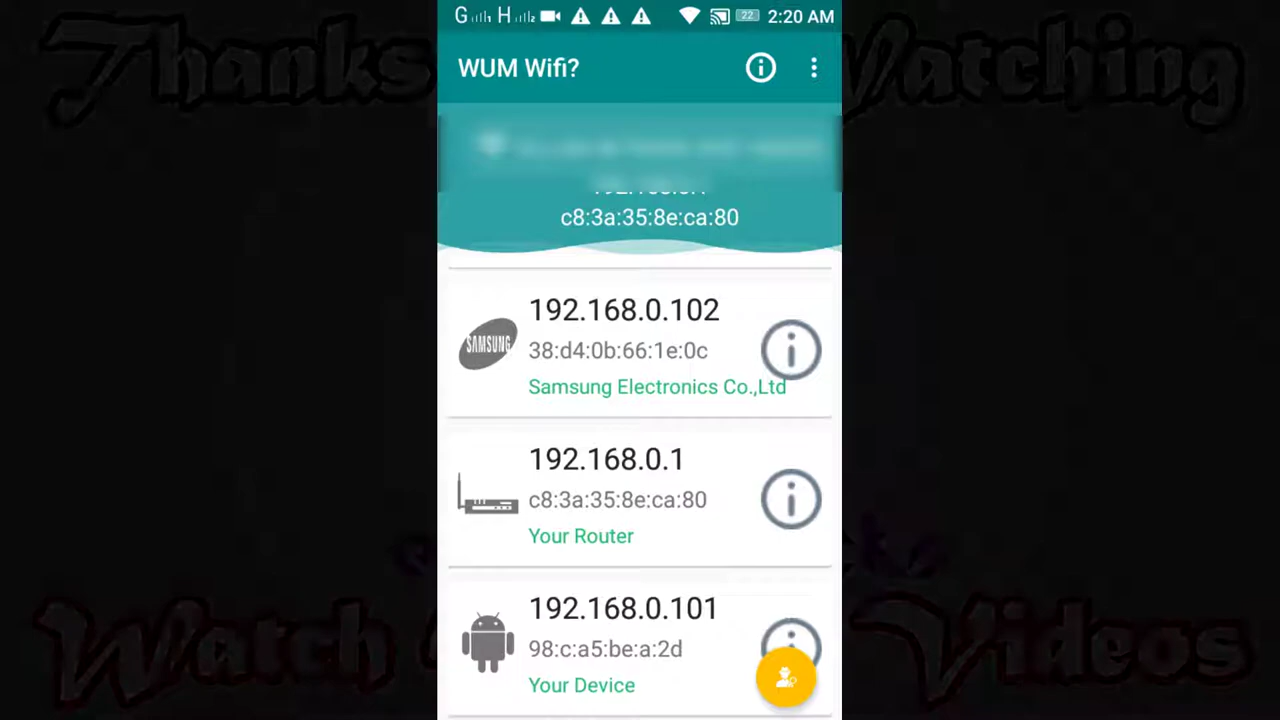 Thanks
Watching
G H 22 2:20 AM
WUM Wifi?
c8:3a:35:8e:ca:80
192.168.0.102
SAMSUNG
38:d4:0b:66:1e:0c
Samsung Electronics Co.,Ltd
192.168.0.1
c8:3a:35:8e:ca:80
Your Router
192.168.0.101
98:c:a5:be:a:2d
Your Device
Watch
Videos